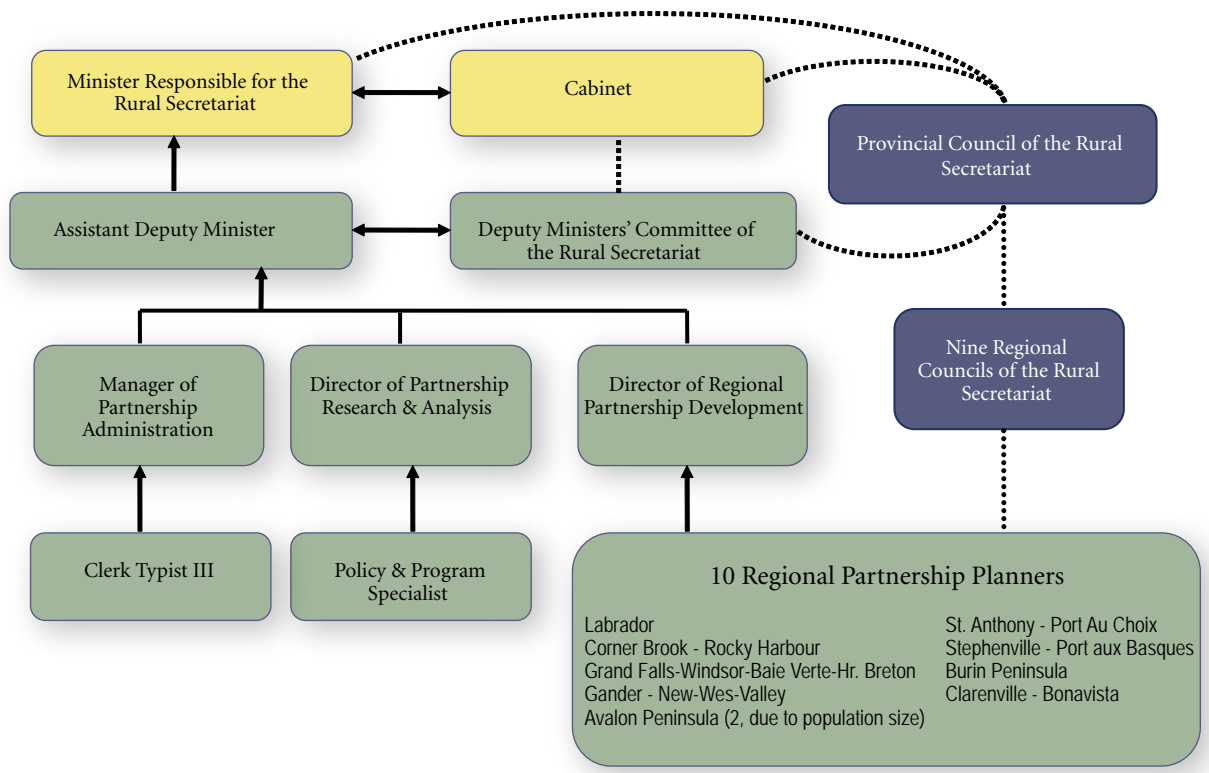 Minister Responsible for the
Rural Secretariat
Cabinet
Provincial Council of the Rural
Secretariat
Assistant Deputy Minister
Deputy Ministers’ Committee of
the Rural Secretariat
Nine Regional
Councils of the Rural
Secretariat
Manager of
Partnership
Administration
Director of Partnership
Research & Analysis
Director of Regional
Partnership Development
Clerk Typist III
Policy & Program
Specialist
10 Regional Partnership Planners
Labrador
Corner Brook - Rocky Harbour
Grand Falls-Windsor-Baie Verte-Hr. Breton
Gander - New-Wes-Valley
Avalon Peninsula (2, due to population size)
St. Anthony - Port Au Choix
Stephenville - Port aux Basques
Burin Peninsula
Clarenville - Bonavista